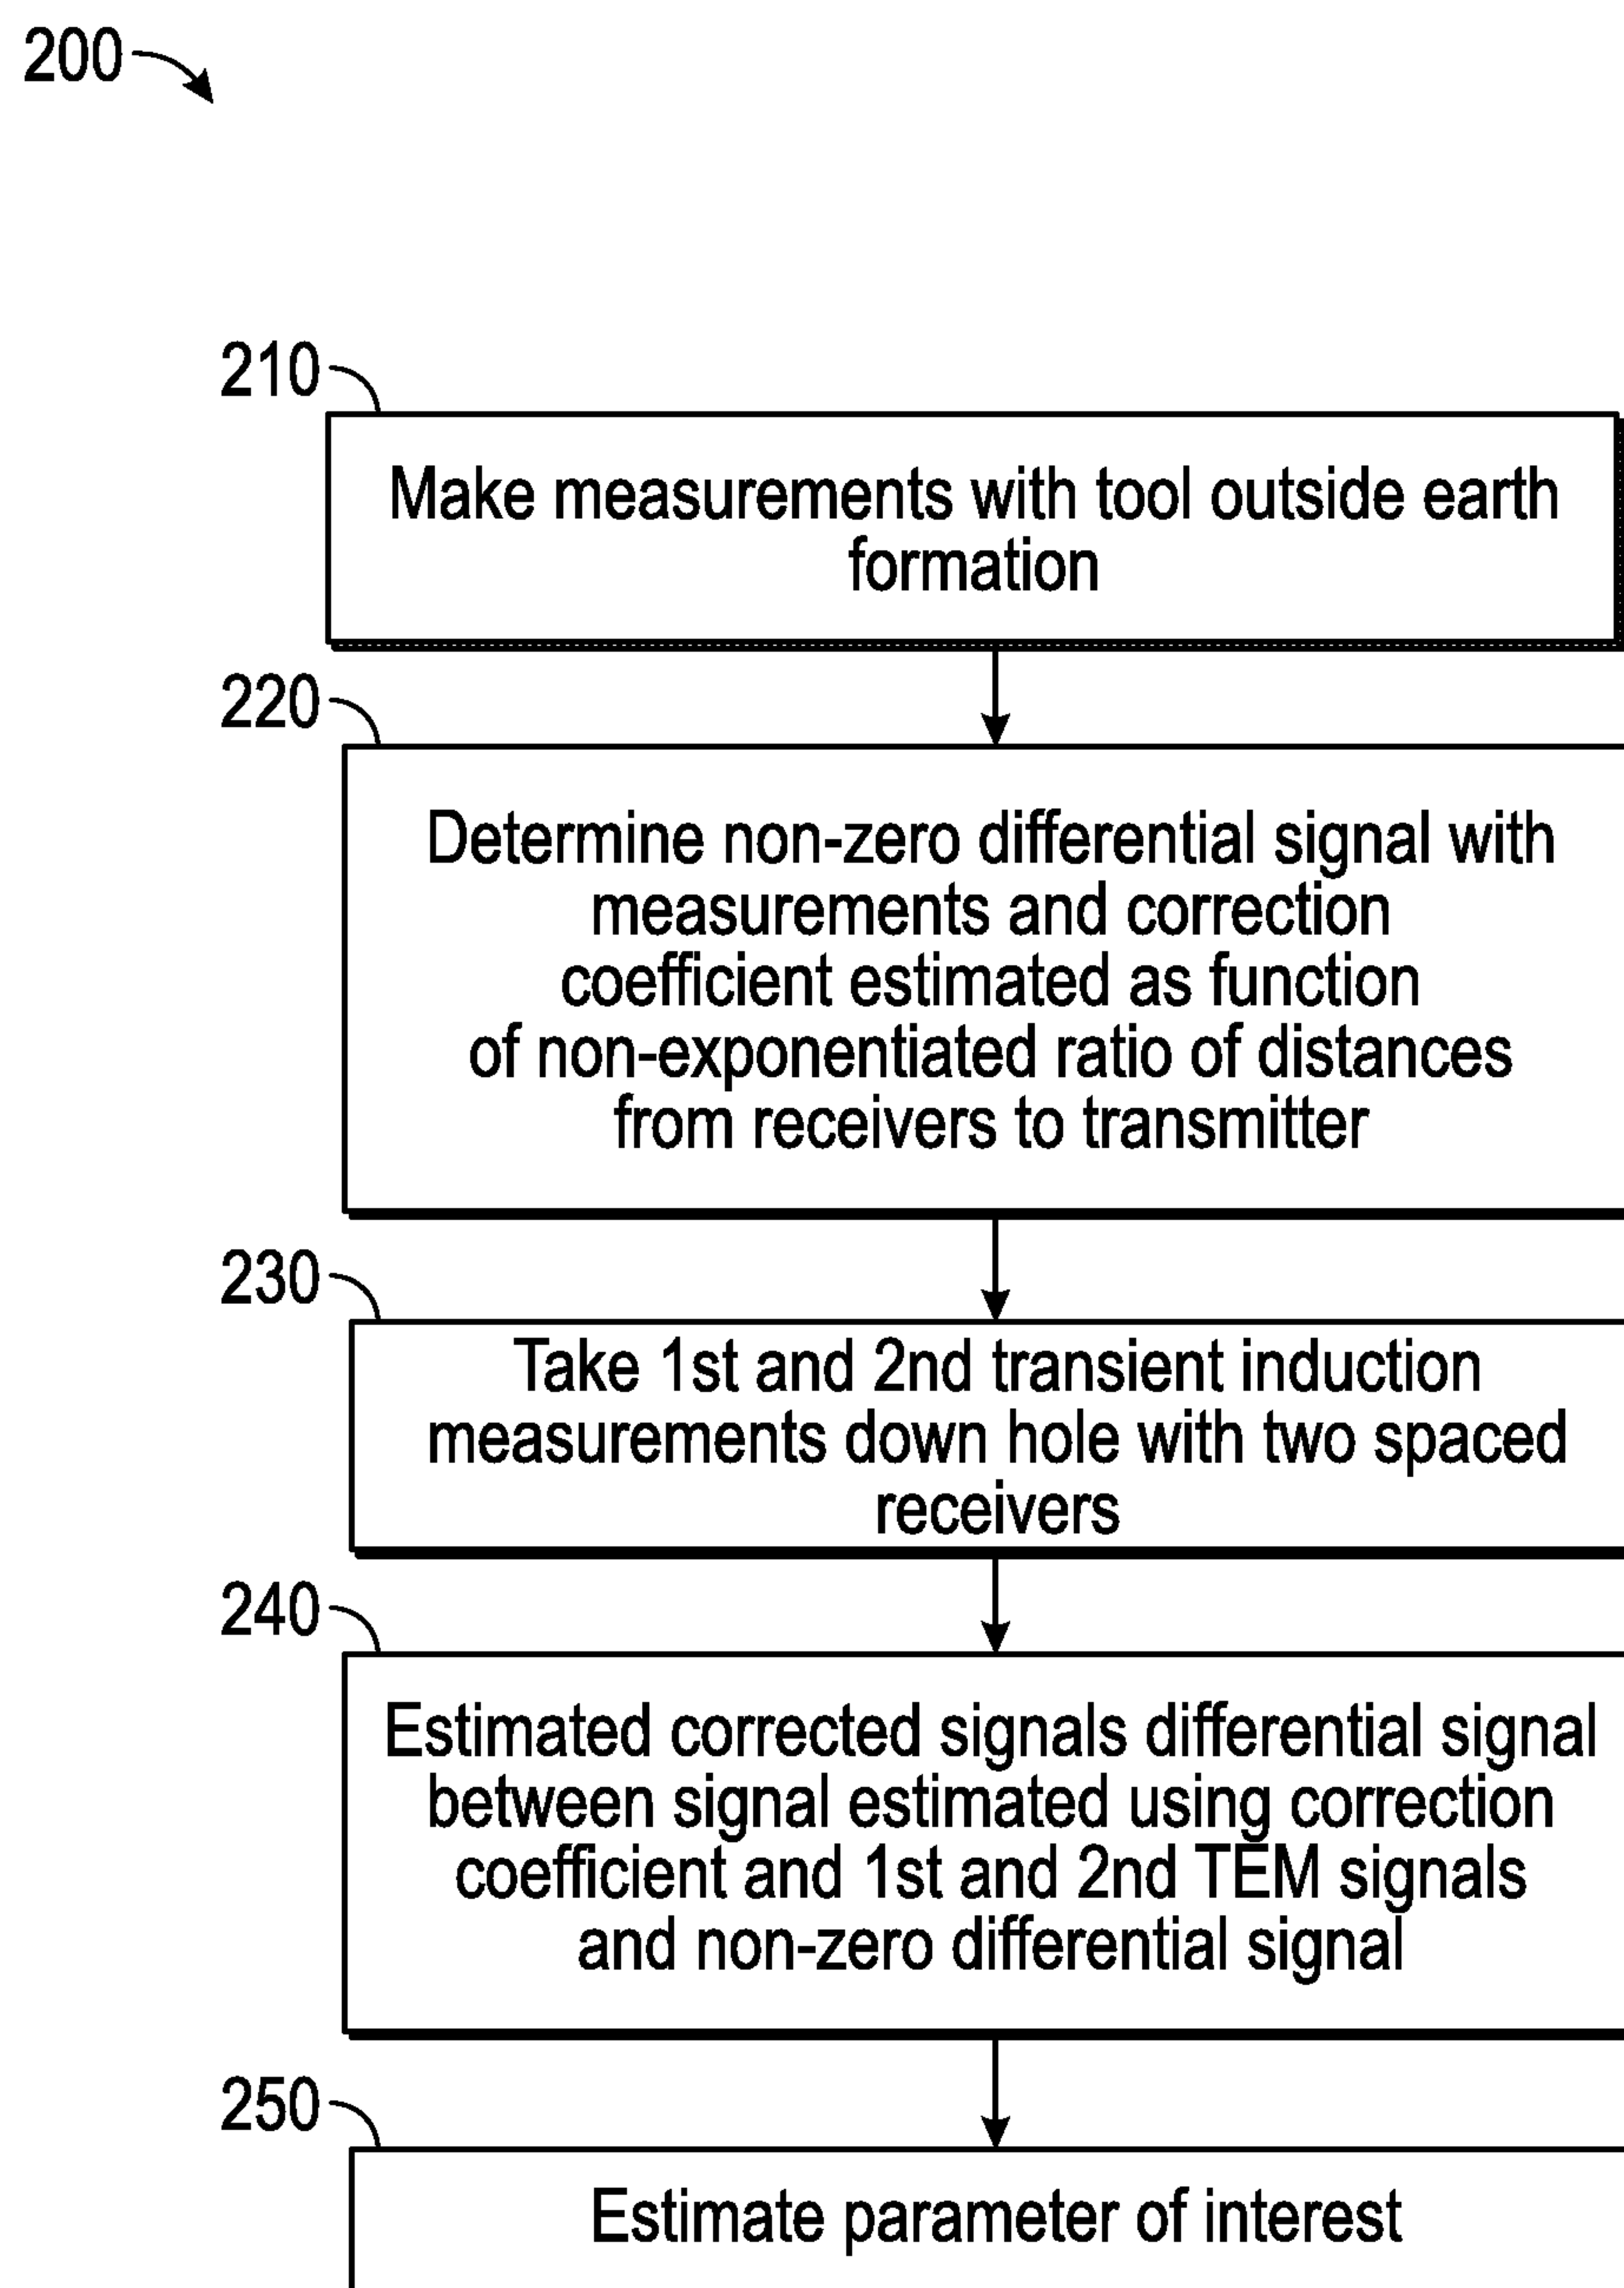 200
210
Make measurements with tool outside earth
formation
220
Determine non-zero differential signal with
measurements and correction
coefficient estimated as function
of non-exponentiated ratio of distances
from receivers to transmitter
230
Take 1st and 2nd transient induction
measurements down hole with two spaced
receivers
240
Estimated corrected signals differential signal
between signal estimated using correction
coefficient and 1st and 2nd TEM signals
and non-zero differential signal
250
Estimate parameter of interest